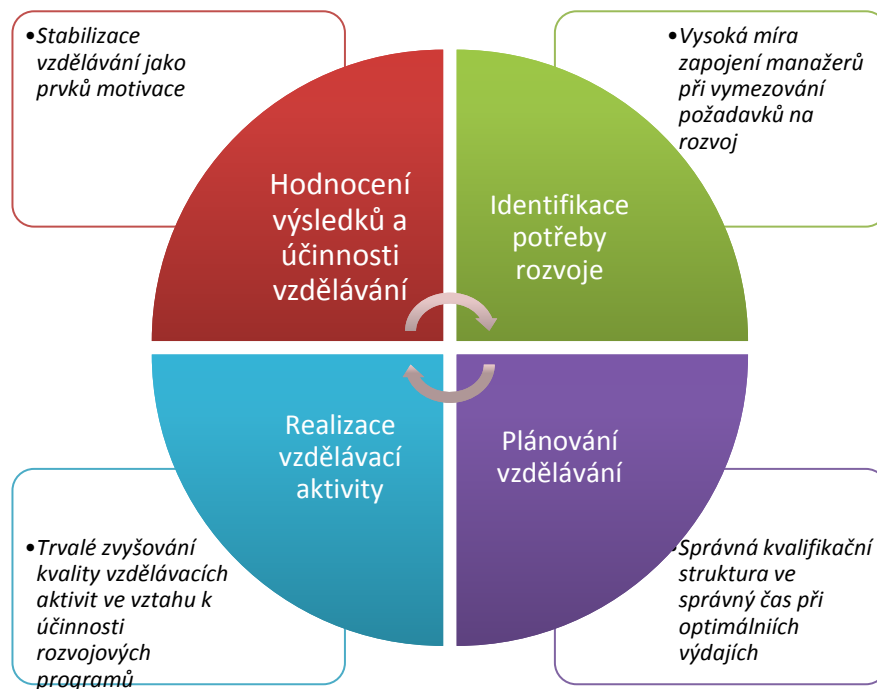 •Stabilizace
vzdělávání jako
prvků motivace
•Vysoká míra
zapojení manažerů
při vymezování
požadavků na
rozvoj
Hodnocení
výsledků a
účinnosti
vzdělávání
Identifikace
potřeby
rozvoje
Realizace
vzdělávací
aktivity
Plánování
vzdělávání
•Trvalé zvyšování
kvality vzdělávacích
aktivit ve vztahu k
účinnosti
rozvojových
programů
•Správná kvalifikační
struktura ve
správný čas při
optimálniích
výdajích